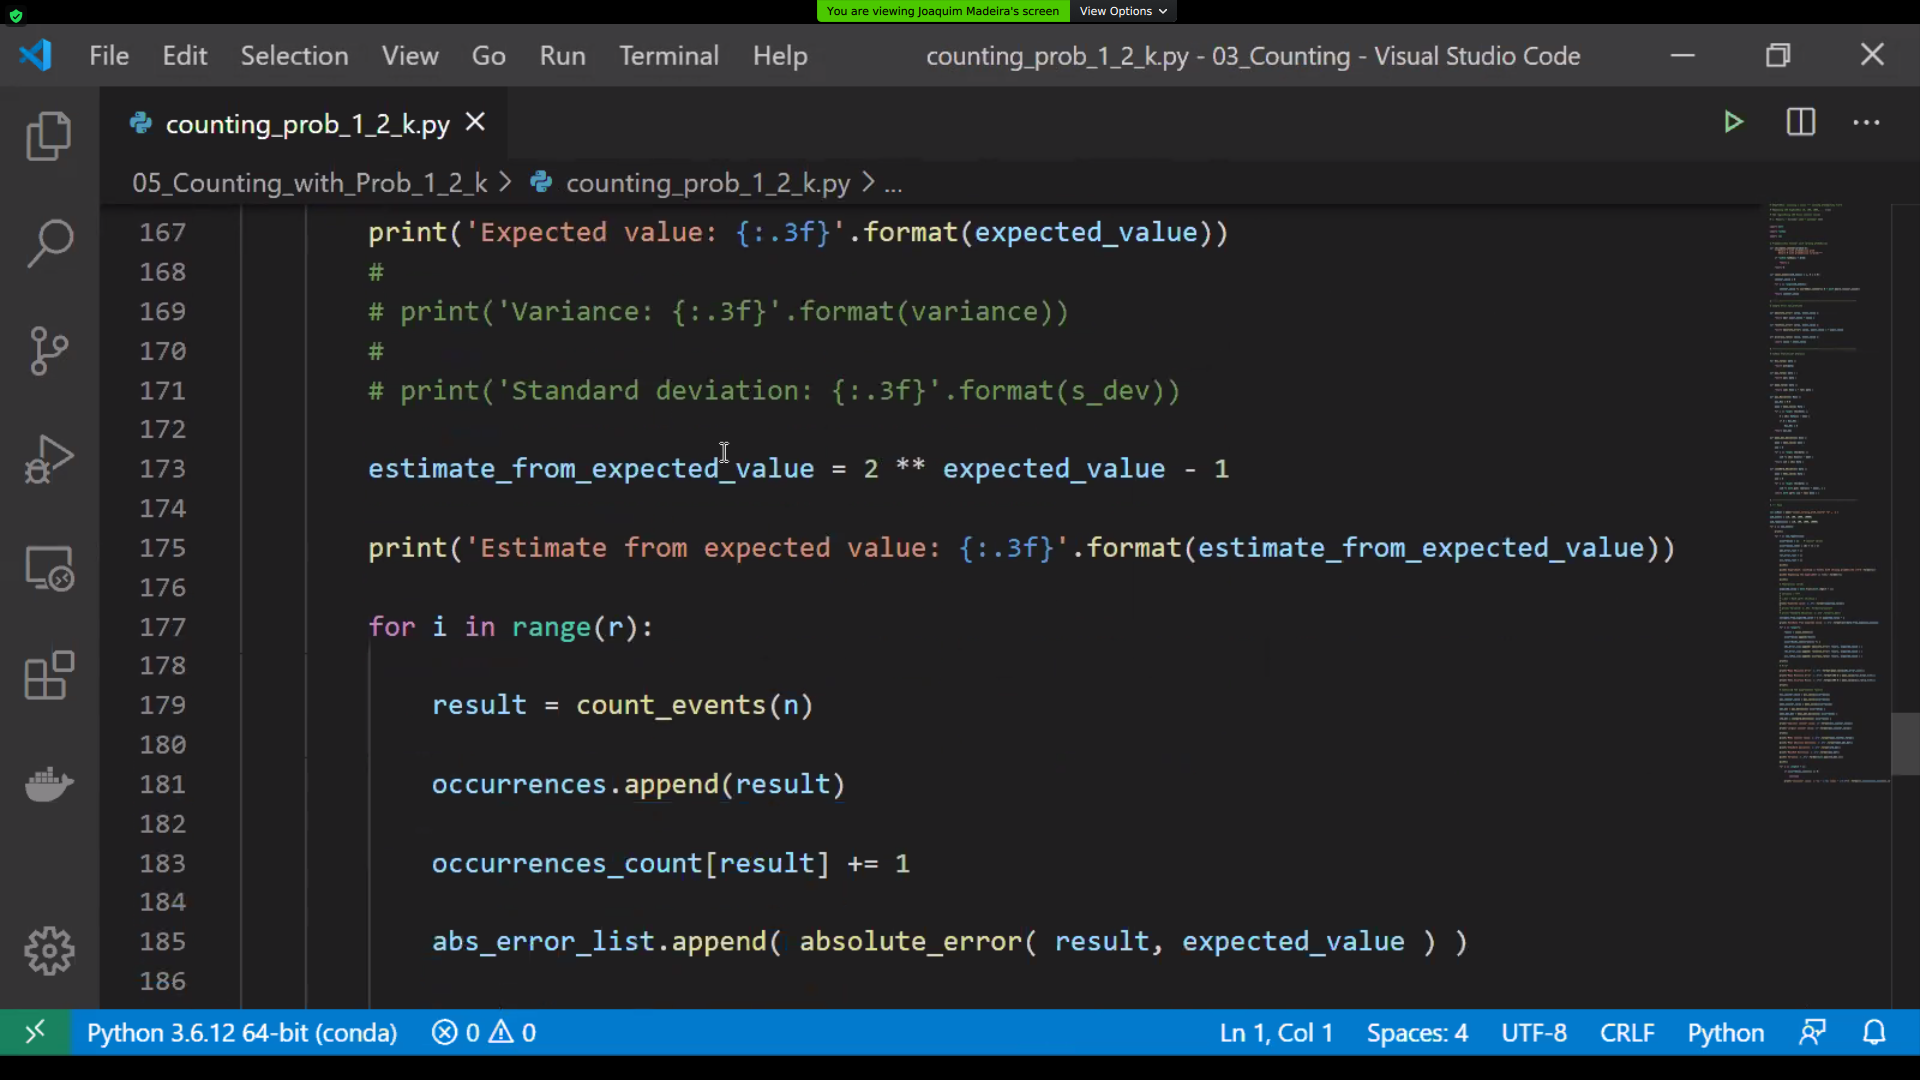 You are viewing Joaquim Madeira's screen View Options
File Edit Selection View Go Run Terminal Help counting_prob_1_2_k.py - 03_Counting - Visual Studio Code
counting_prob_1_2_k.py
05_Counting_with_Prob_1_2_k > counting_prob_1_2_k.py > ...
167 print('Expected value: {:.3f}'.format(expected_value))
168 #
169 # print('Variance: {:.3f}'.format(variance))
170 #
171 # print('Standard deviation: {:.3f}'.format(s_dev))
172
173 estimate_from_expected_value = 2 ** expected_value - 1
174
175 print('Estimate from expected value: {:.3f}'.format(estimate_from_expected_value))
176
177 for i in range(r):
178
179 result = count_events(n)
180
181 occurrences.append(result)
182
183 occurrences_count[result] += 1
184
185 abs_error_list.append( absolute_error( result, expected_value ) )
186
Python 3.6.12 64-bit (conda) 0 0 Ln 1, Col 1 Spaces: 4 UTF-8 CRLF Python